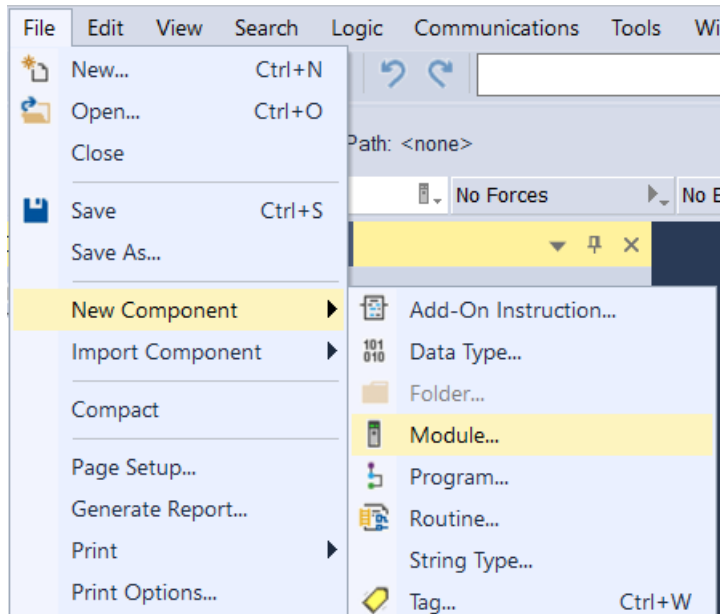 File Edit View Search Logic Communications Tools
New... Ctrl+N
Open... Ctrl+O
Path: <none>
Close
No Forces
Save Ctrl+S
Save As...
New Component
Add-On Instruction...
Import Component
101
010
Data Type...
Folder...
Compact
Module...
Page Setup...
Program...
Generate Report...
Routine...
Print
String Type...
Print Options...
Tag... Ctrl+W